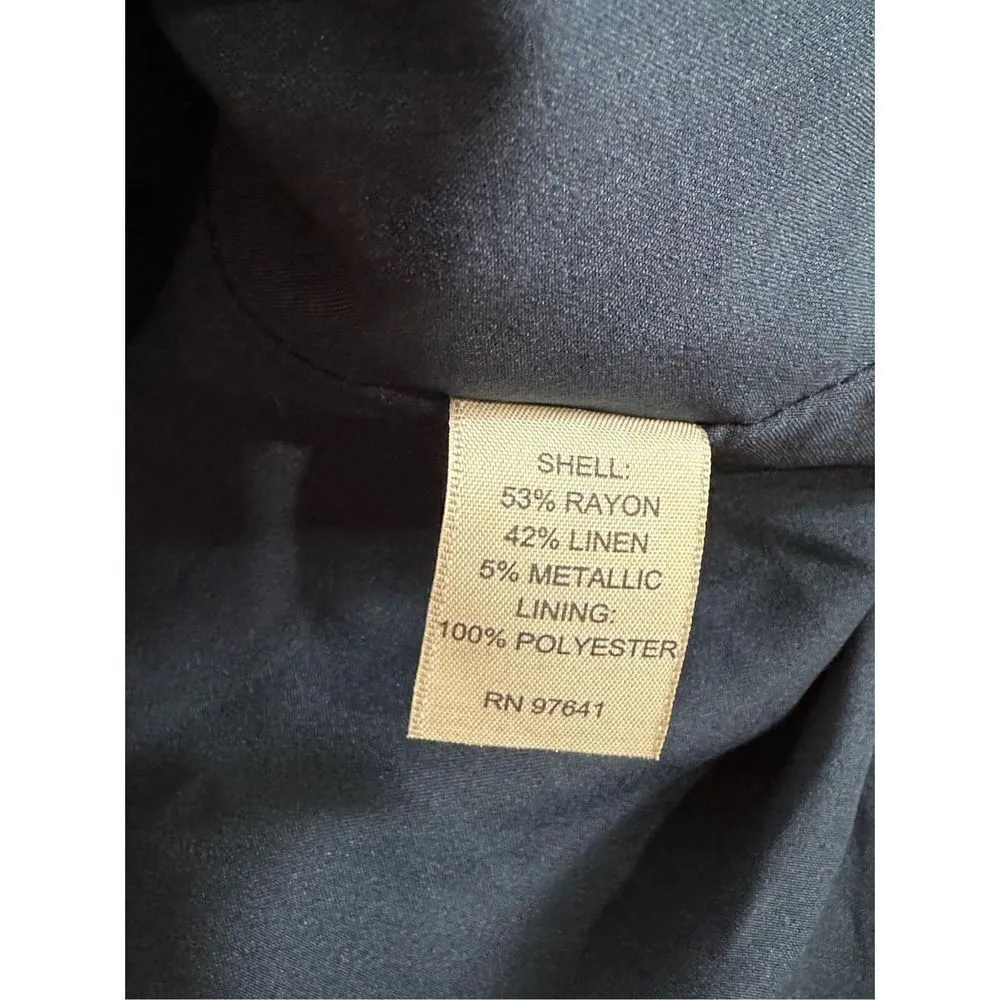 SHELL:
53% RAYON
42% LINEN
5% METALLIC
LINING:
100% POLYESTER
RN 97641